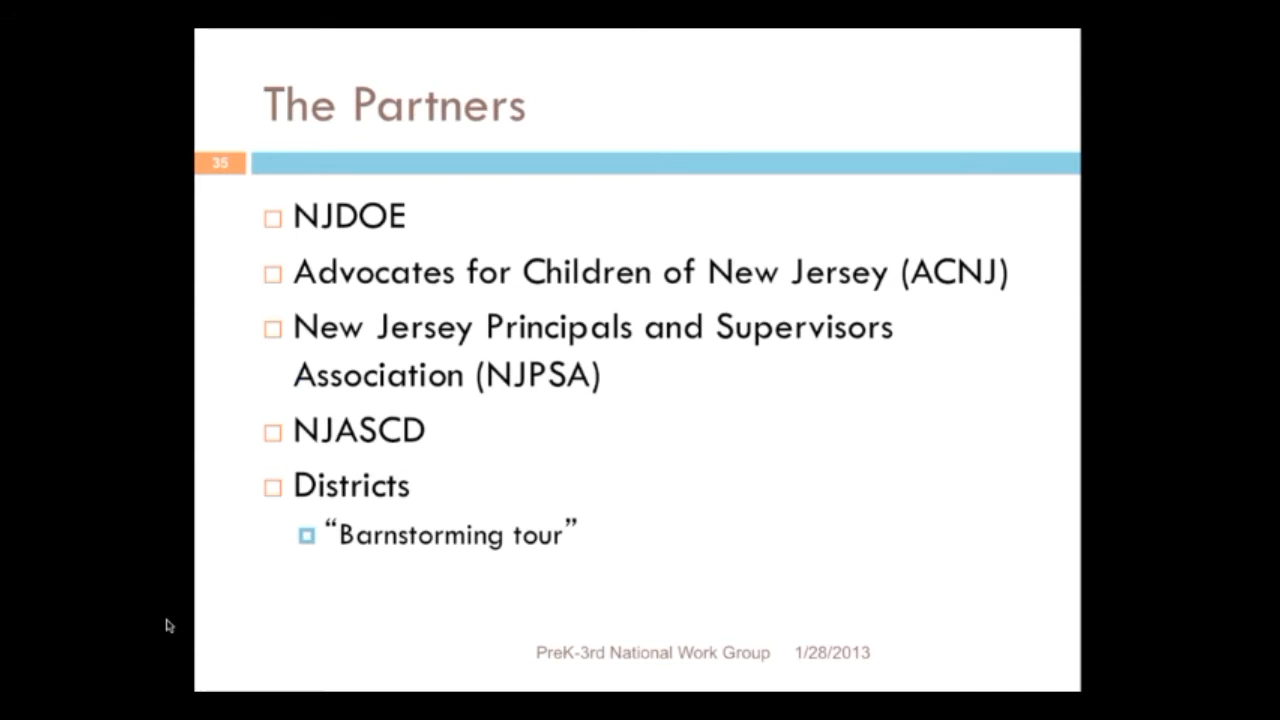 The Partners
35
NJDOE
Advocates for Children of New Jersey (ACNJ)
New Jersey Principals and Supervisors
Association (NJPSA)
NJASCD
Districts
“Barnstorming tour”
PreK-3rd National Work Group 1/28/2013